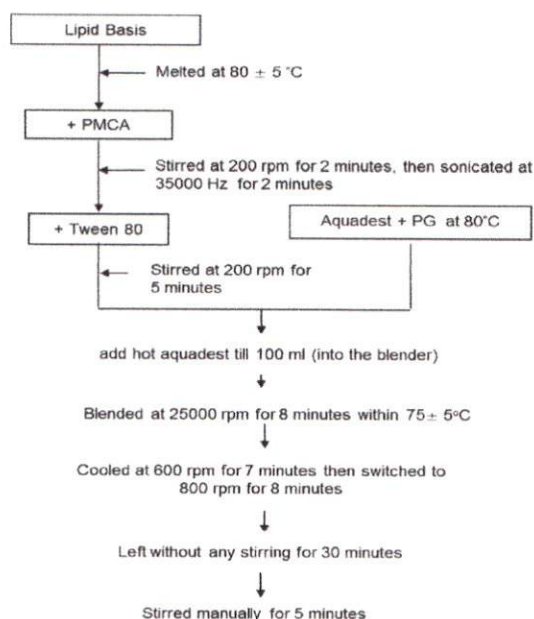 Lipid Basis
Melted at 80 ± 5 °C
+ PMCA
Stirred at 200 rpm for 2 minutes, then sonicated at
35000 Hz for 2 minutes
+ Tween 80
Aquadest + PG at 80°C
Stirred at 200 rpm for
5 minutes
add hot aquadest till 100 ml (into the blender)
Blended at 25000 rpm for 8 minutes within 75± 5°C
Cooled at 600 rpm for 7 minutes then switched to
800 rpm for 8 minutes
Left without any stirring for 30 minutes
Stirred manually for 5 minutes